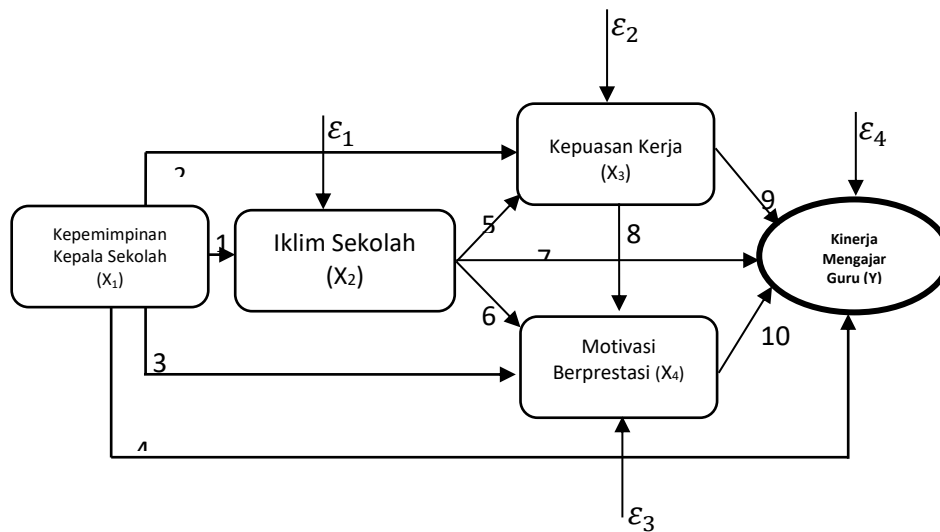 ε₂
ε₁
ε₄
Kepuasan Kerja
(X₃)
2
9
Kepemimpinan
Kepala Sekolah
(X₁)
1
Iklim Sekolah
(X₂)
5
8
7
Kinerja
Mengajar
Guru (Y)
6
10
Motivasi
Berprestasi (X₄)
3
4
ε₃